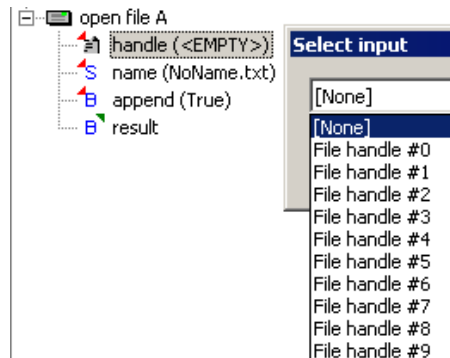 open file A
handle (<EMPTY>)
S name (NoName.txt)
B append (True)
B result
Select input
[None]
[None]
File handle #0
File handle #1
File handle #2
File handle #3
File handle #4
File handle #5
File handle #6
File handle #7
File handle #8
File handle #9